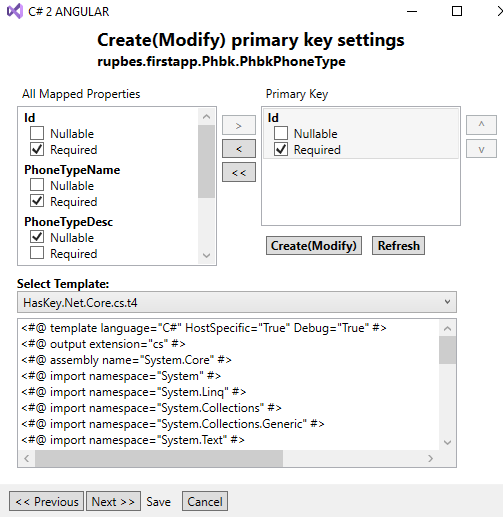 C# 2 ANGULAR
Create(Modify) primary key settings
rupbes.firstapp.Phbk.PhbkPhoneType
All Mapped Properties
Id
Nullable
Required
PhoneTypeName
Nullable
Required
PhoneTypeDesc
Nullable
Required
>
<
<<
Primary Key
Id
Nullable
Required
^
v
Create(Modify) Refresh
Select Template:
HasKey.Net.Core.cs.t4
<#@ template language="C#" HostSpecific="True" Debug="True" #>
<#@ output extension="cs" #>
<#@ assembly name="System.Core" #>
<#@ import namespace="System" #>
<#@ import namespace="System.Linq" #>
<#@ import namespace="System.Collections" #>
<#@ import namespace="System.Collections.Generic" #>
<#@ import namespace="System.Text" #>
<< Previous Next >> Save Cancel